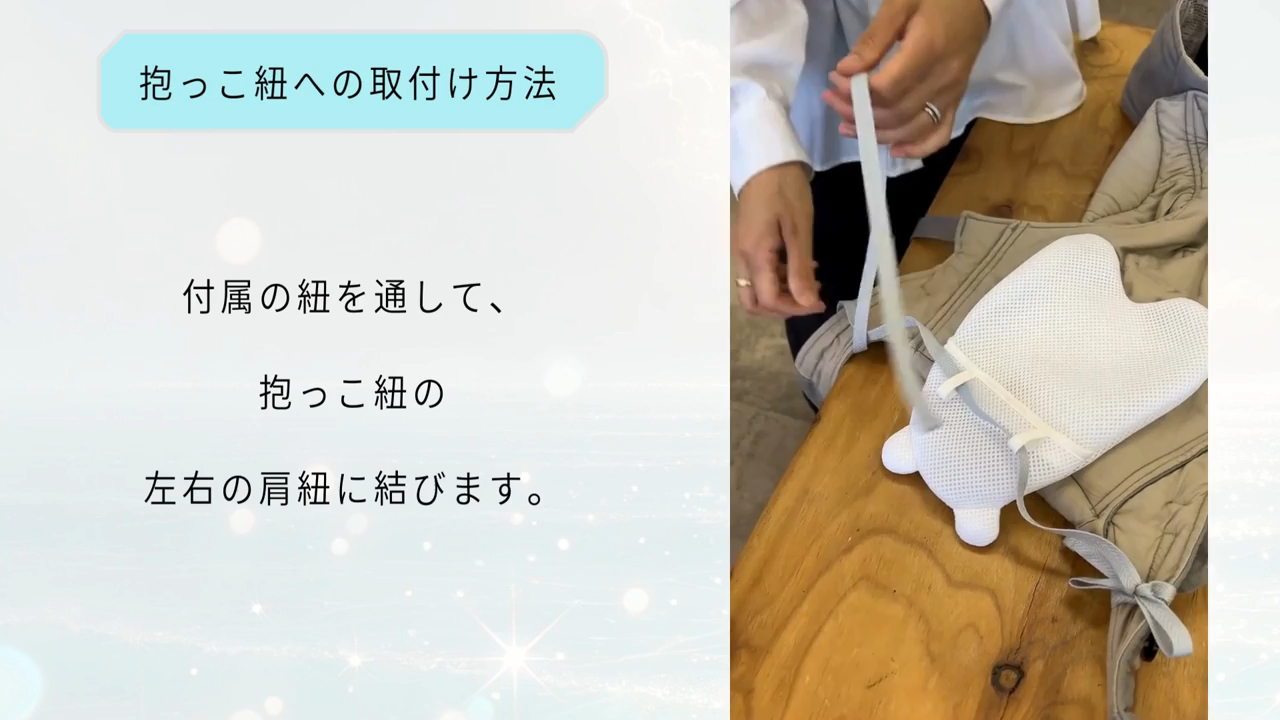 抱っこ紐への取付け方法
付属の紐を通して、
抱っこ紐の
左右の肩紐に結びます。